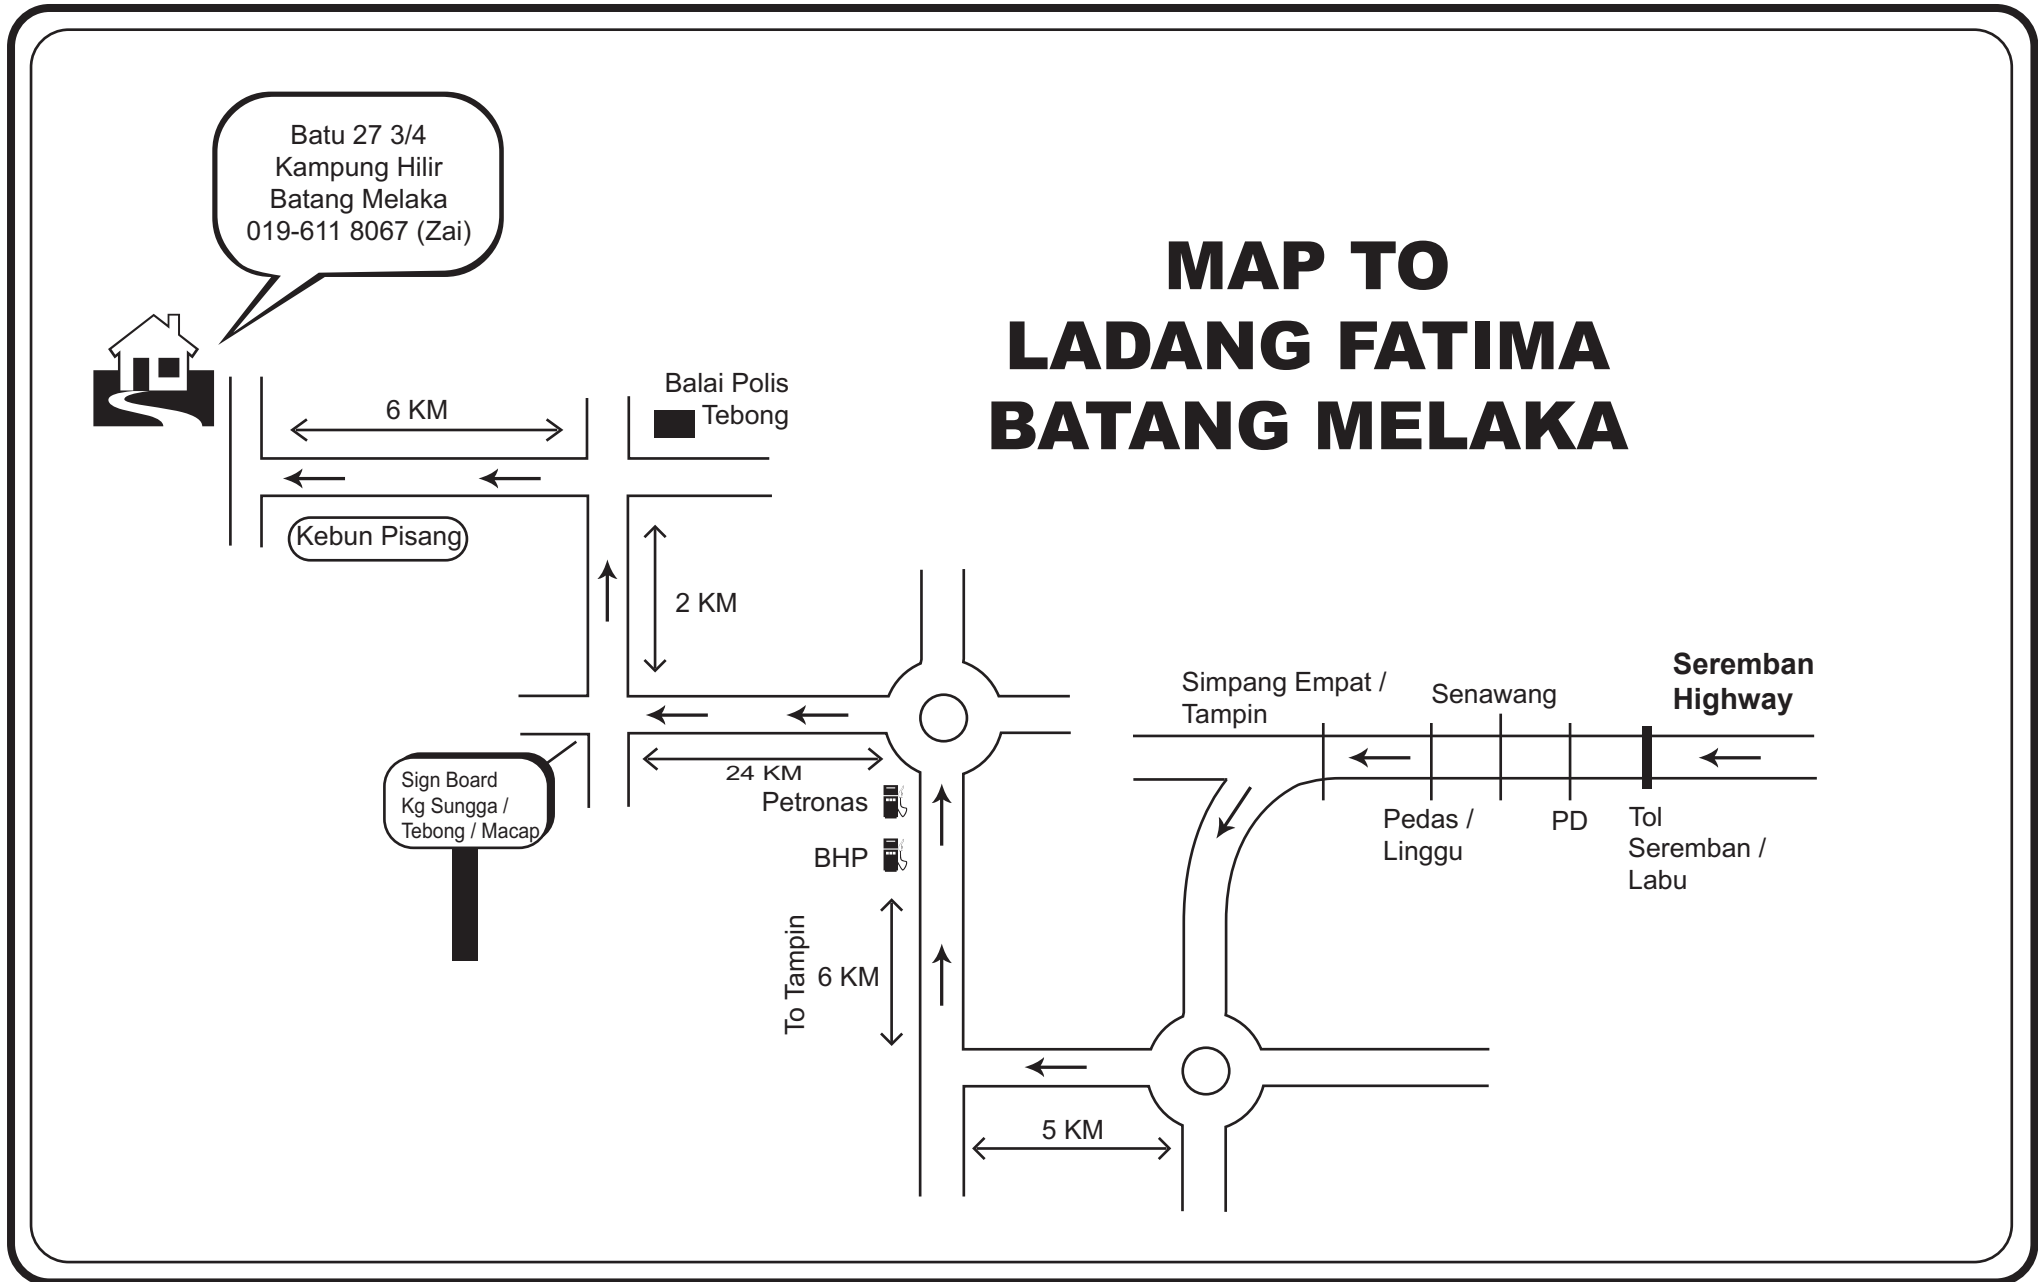 Batu 27 3/4
Kampung Hilir
Batang Melaka
019-611 8067 (Zai)
MAP TO
LADANG FATIMA
BATANG MELAKA
Balai Polis
Tebong
6 KM
Kebun Pisang
2 KM
Seremban
Highway
Simpang Empat /
Tampin
Senawang
24 KM
Petronas
BHP
Sign Board
Kg Sungga /
Tebong / Macap
Pedas /
Linggu
PD
Tol
Seremban /
Labu
To Tampin
6 KM
5 KM